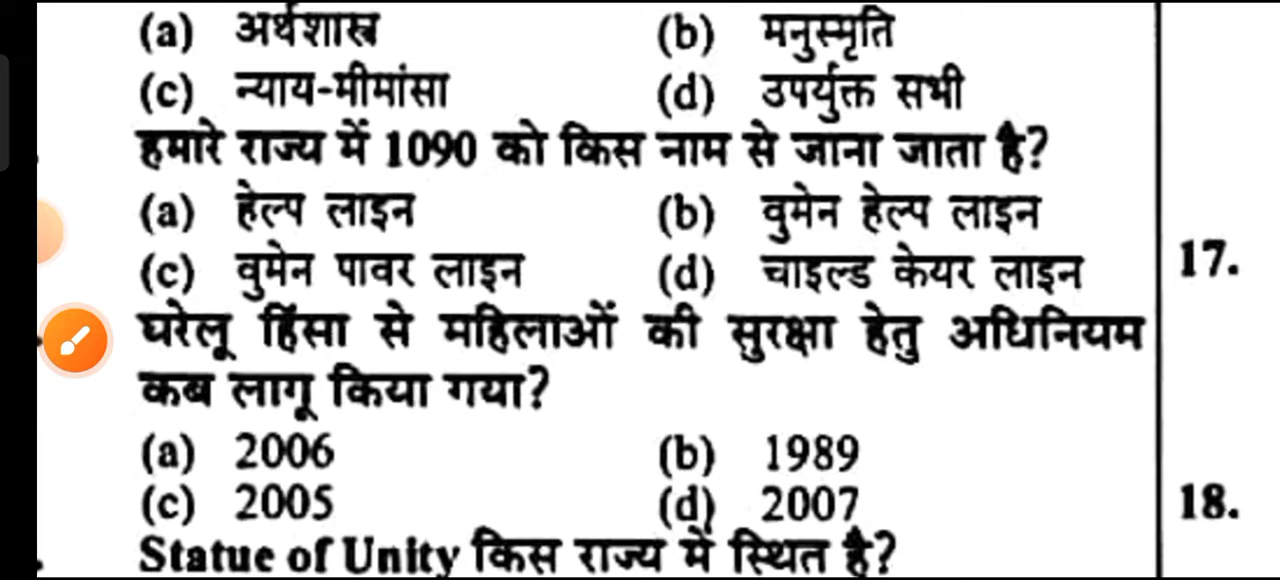 (a) अर्थशास्त्र (b) मनुस्मृति
(c) न्याय-मीमांसा (d) उपर्युक्त सभी
हमारे राज्य में 1090 को किस नाम से जाना जाता है?
(a) हेल्प लाइन (b) वुमेन हेल्प लाइन
(c) वुमेन पावर लाइन (d) चाइल्ड केयर लाइन
17.
घरेलू हिंसा से महिलाओं की सुरक्षा हेतु अधिनियम
कब लागू किया गया?
(a) 2006 (b) 1989
(c) 2005 (d) 2007
18.
Statue of Unity किस राज्य में स्थित है?